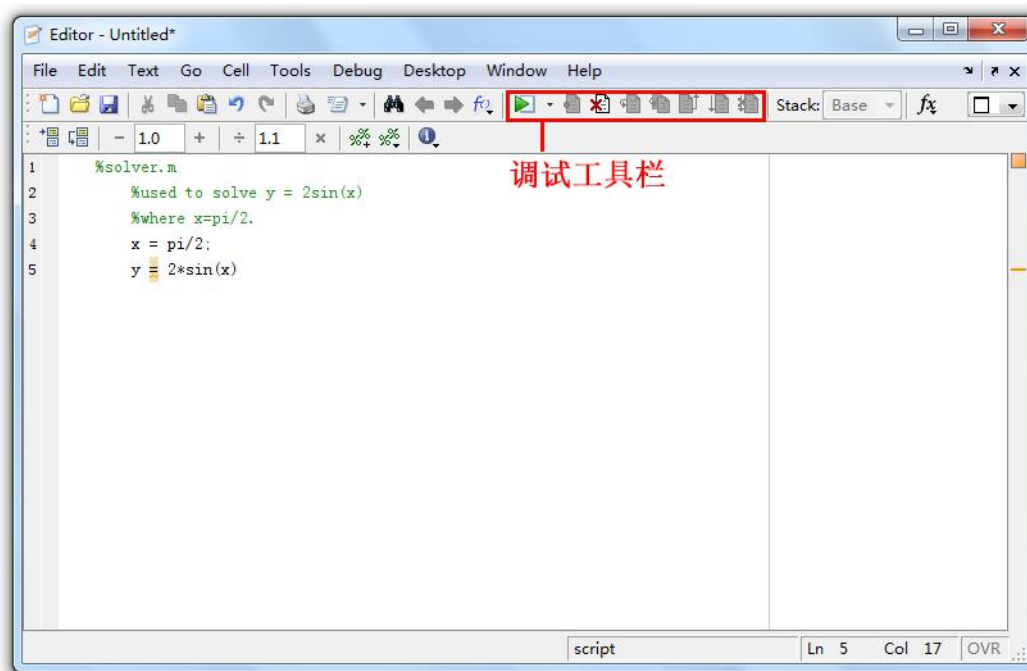 Editor - Untitled*
File Edit Text Go Cell Tools Debug Desktop Window Help
Stack: Base fx
1.0 + ÷ 1.1 ×
调试工具栏
1 %solver.m
2 %used to solve y = 2sin(x)
3 %where x=pi/2.
4 x = pi/2;
5 y = 2*sin(x)
script Ln 5 Col 17 OVR